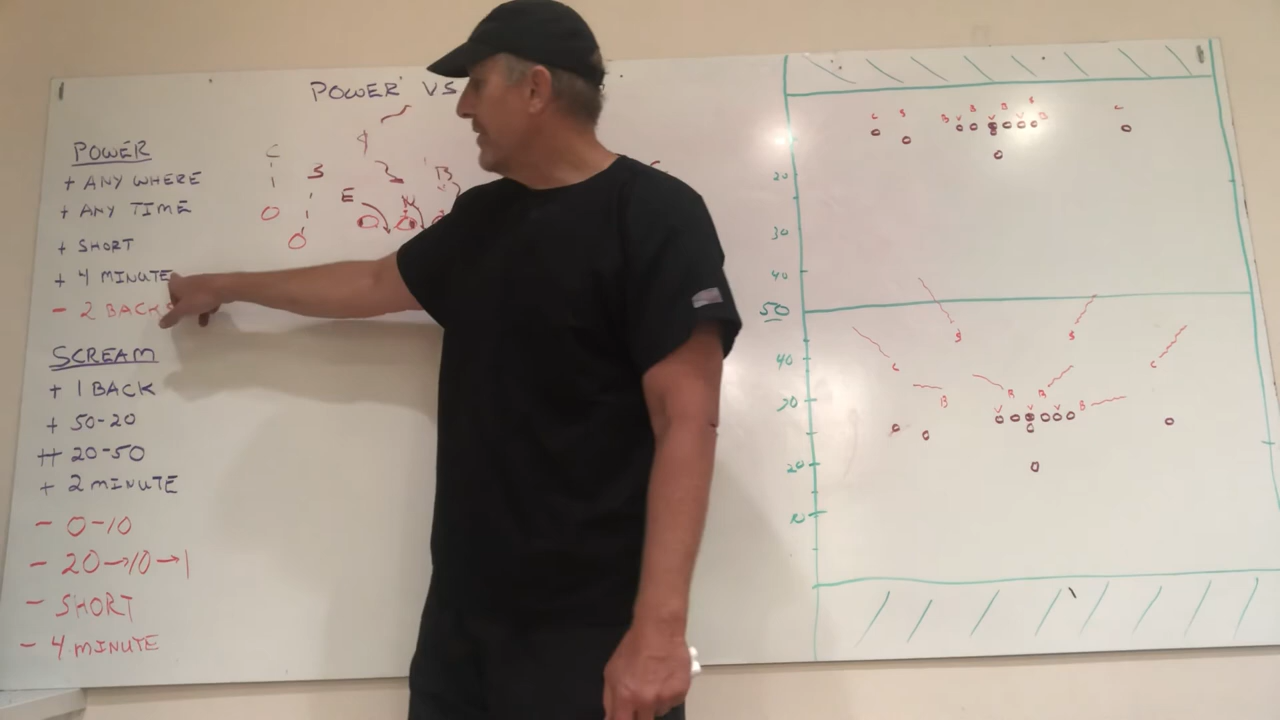 POWER VS
POWER
+ ANY WHERE
+ ANY TIME
+ SHORT
+ 4 MINUTE
- 2 BACK
SCREAM
+ 1 BACK
+ 50-20
++ 20-50
+ 2 MINUTE
- 0-10
- 20→10→1
- SHORT
- 4 MINUTE
C
S
E
N
B
O
O
C S B B B S B C
V V V V
20
30
40
50
40
30
20
10
S S
C C
B B B B
V V V V